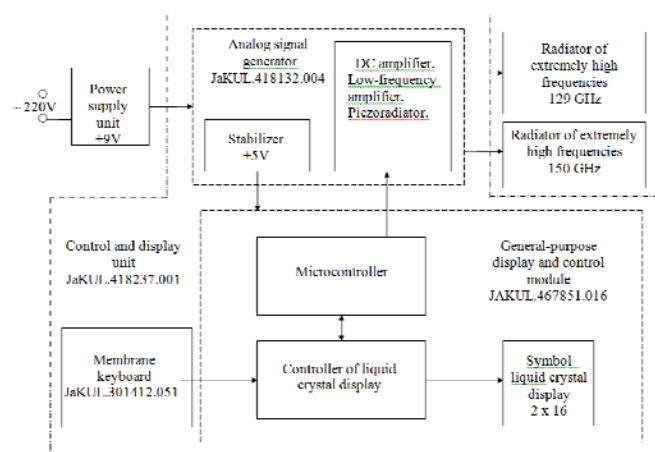 Analog signal
generator
JaKUL.418132.004
DC amplifier.
Low-frequency
amplifier.
Piezoradiator.
Radiator of
extremely high
frequencies
129 GHz
~220V
Power
supply
unit
+9V
Stabilizer
+5V
Radiator of extremely
high frequencies
150 GHz
Control and display
unit
JaKUL.418237.001
Microcontroller
General-purpose
display and control
module
JAKUL.467851.016
Membrane
keyboard
JaKUL.301412.051
Controller of liquid
crystal display
Symbol
liquid crystal
display
2 x 16